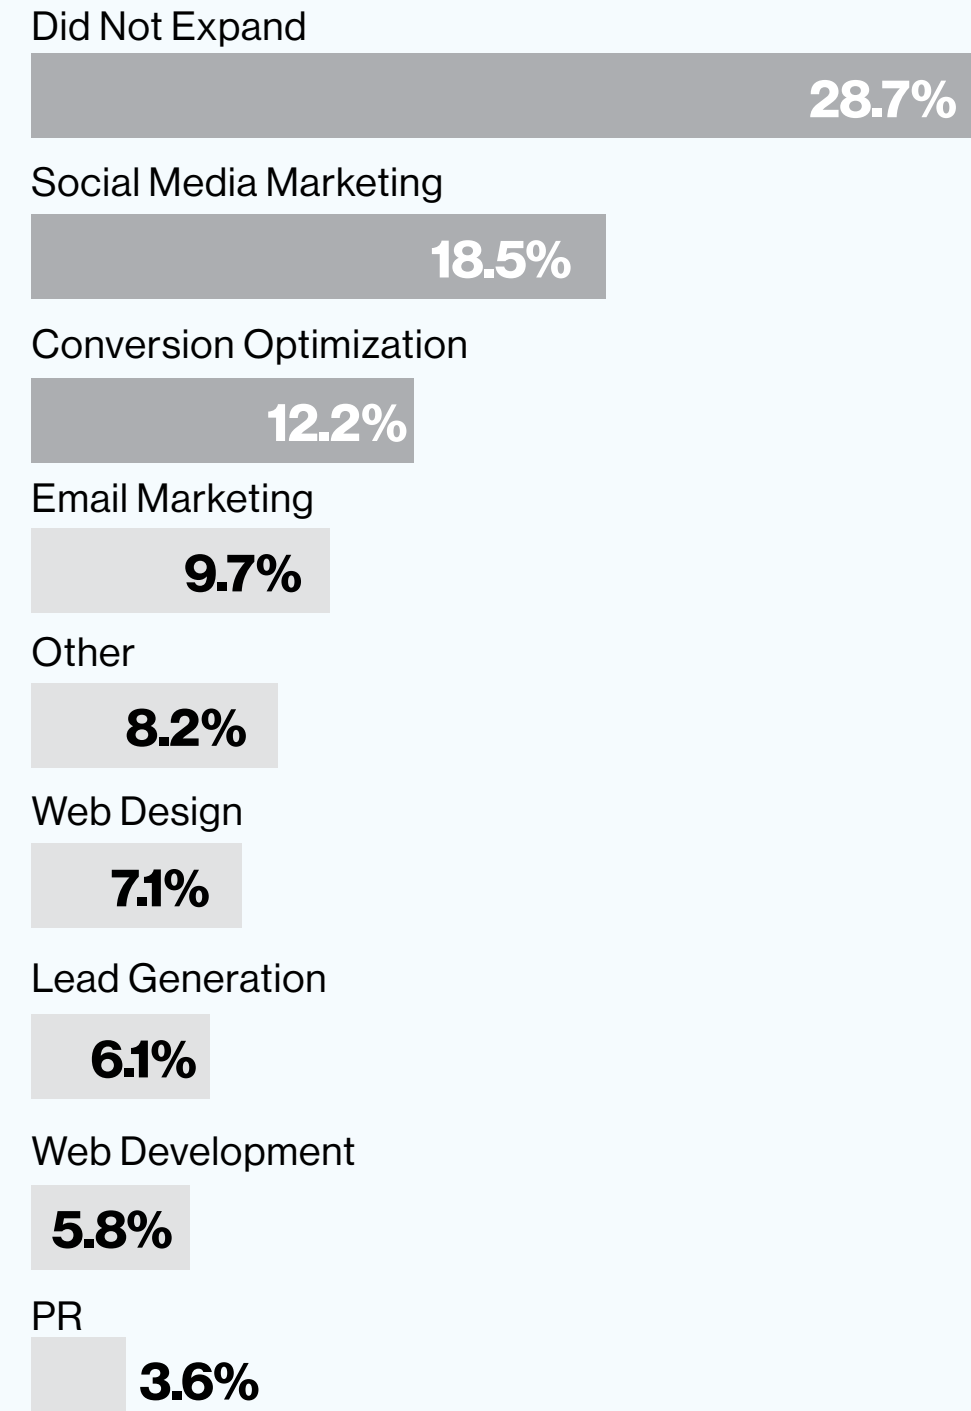 Did Not Expand
28.7%
Social Media Marketing
18.5%
Conversion Optimization
12.2%
Email Marketing
9.7%
Other
8.2%
Web Design
7.1%
Lead Generation
6.1%
Web Development
5.8%
PR
3.6%